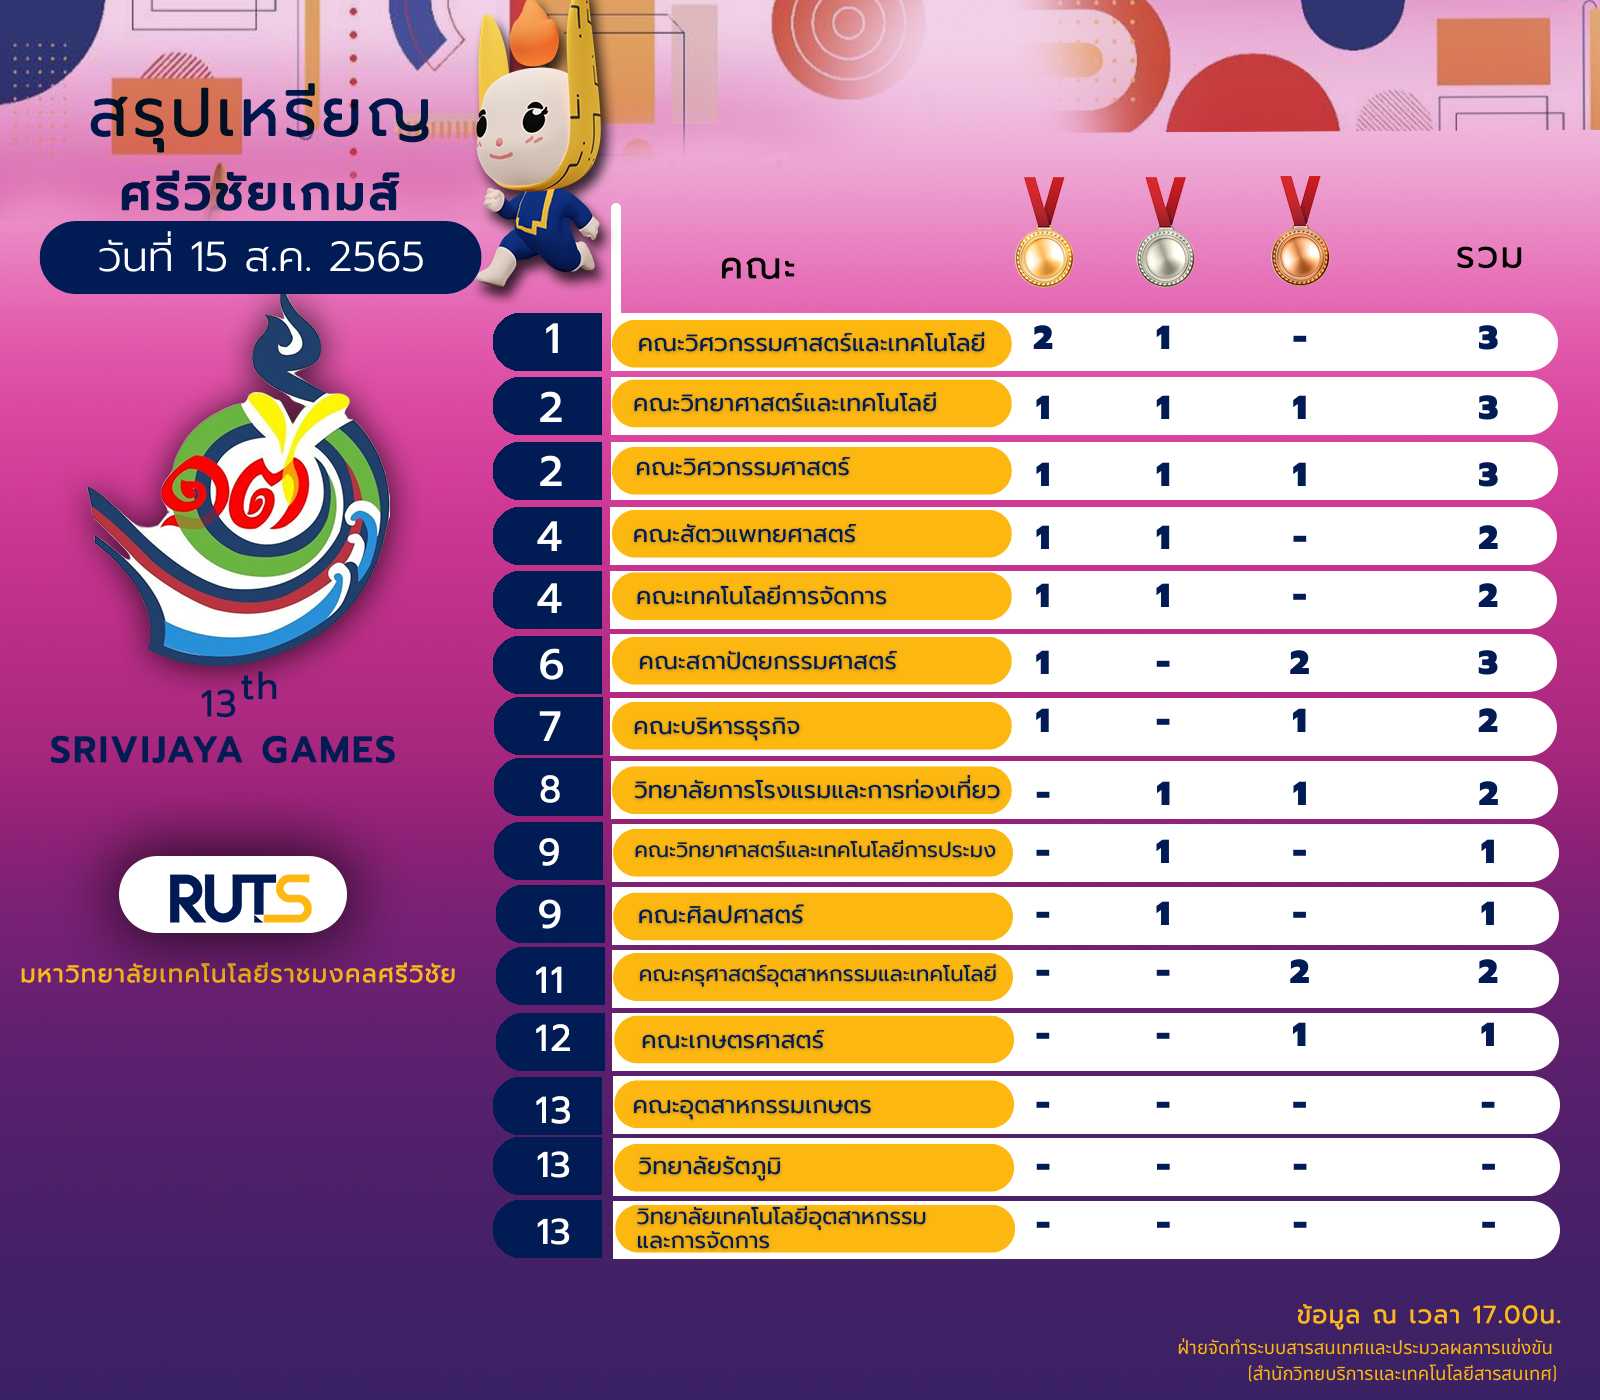 สรุปเหรียญ
ศรีวิชัยเกมส์
วันที่ 15 ส.ค. 2565
๑๓
13th
SRIVIJAYA GAMES
RUTS
มหาวิทยาลัยเทคโนโลยีราชมงคลศรีวิชัย
คณะ รวม
1 คณะวิศวกรรมศาสตร์และเทคโนโลยี 2 1 - 3
2 คณะวิทยาศาสตร์และเทคโนโลยี 1 1 1 3
2 คณะวิศวกรรมศาสตร์ 1 1 1 3
4 คณะสัตวแพทยศาสตร์ 1 1 - 2
4 คณะเทคโนโลยีการจัดการ 1 1 - 2
6 คณะสถาปัตยกรรมศาสตร์ 1 - 2 3
7 คณะบริหารธุรกิจ 1 - 1 2
8 วิทยาลัยการโรงแรมและการท่องเที่ยว - 1 1 2
9 คณะวิทยาศาสตร์และเทคโนโลยีการประมง - 1 - 1
9 คณะศิลปศาสตร์ - 1 - 1
11 คณะครุศาสตร์อุตสาหกรรมและเทคโนโลยี - - 2 2
12 คณะเกษตรศาสตร์ - - 1 1
13 คณะอุตสาหกรรมเกษตร - - - -
13 วิทยาลัยรัตภูมิ - - - -
13 วิทยาลัยเทคโนโลยีอุตสาหกรรม - - - -
และการจัดการ
ข้อมูล ณ เวลา 17.00น.
ฝ่ายจัดทำระบบสารสนเทศและประมวลผลการแข่งขัน
(สำนักวิทยบริการและเทคโนโลยีสารสนเทศ)